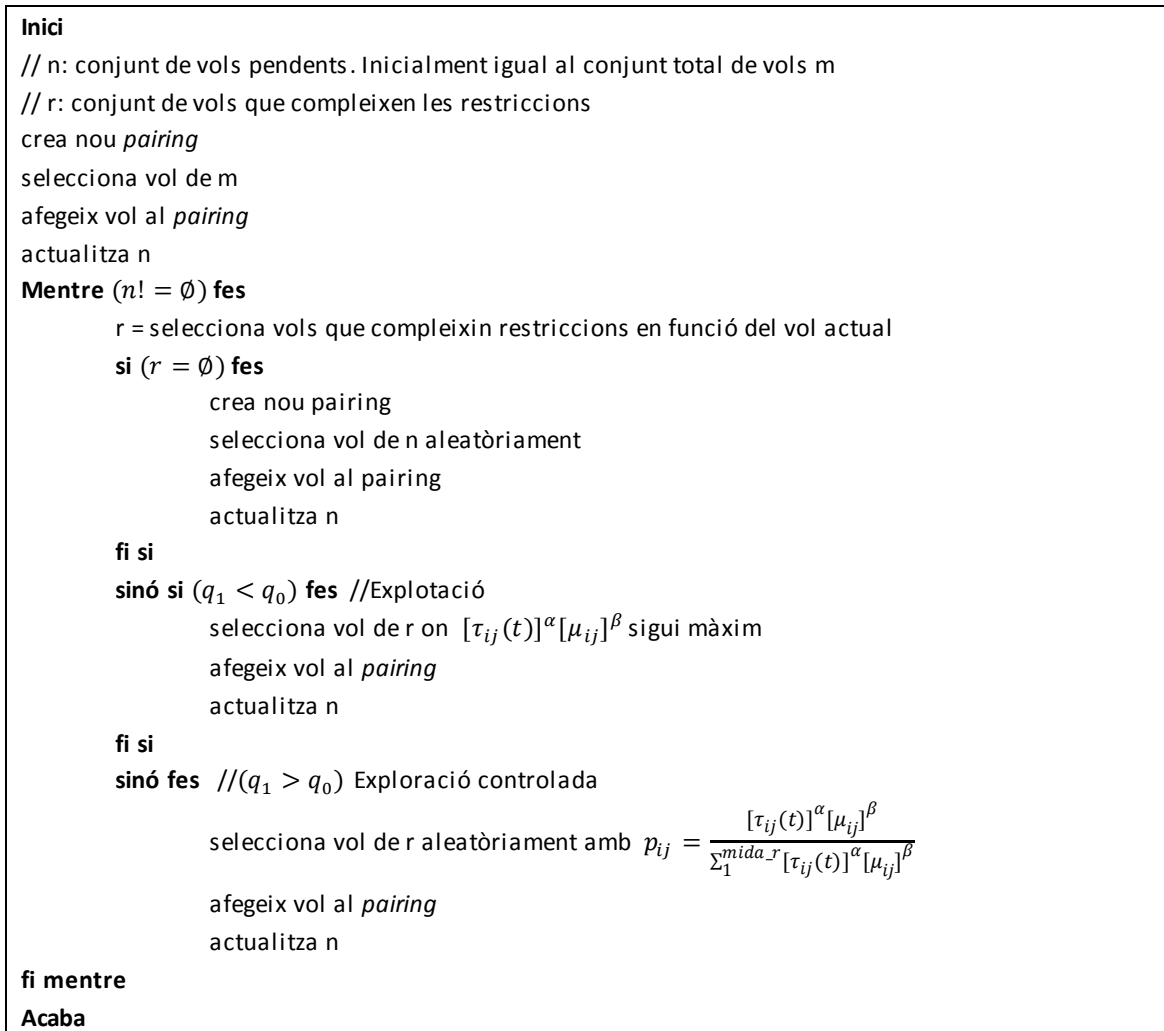 Inici
// n: conjunt de vols pendents. Inicialment igual al conjunt total de vols m
// r: conjunt de vols que compleixen les restriccions
crea nou pairing
selecciona vol de m
afegeix vol al pairing
actualitza n
Mentre (n! = ∅) fes
r = selecciona vols que compleixin restriccions en funció del vol actual
si (r = ∅) fes
crea nou pairing
selecciona vol de n aleatòriament
afegeix vol al pairing
actualitza n
fi si
sinó si (q₁ < q₀) fes //Explotació
selecciona vol de r on [τᵢⱼ(t)]^α[μᵢⱼ]^β sigui màxim
afegeix vol al pairing
actualitza n
fi si
sinó fes //(q₁ > q₀) Exploració controlada
selecciona vol de r aleatòriament amb pᵢⱼ = [τᵢⱼ(t)]^α[μᵢⱼ]^β / Σ₁^mida_r[τᵢⱼ(t)]^α[μᵢⱼ]^β
afegeix vol al pairing
actualitza n
fi mentre
Acaba